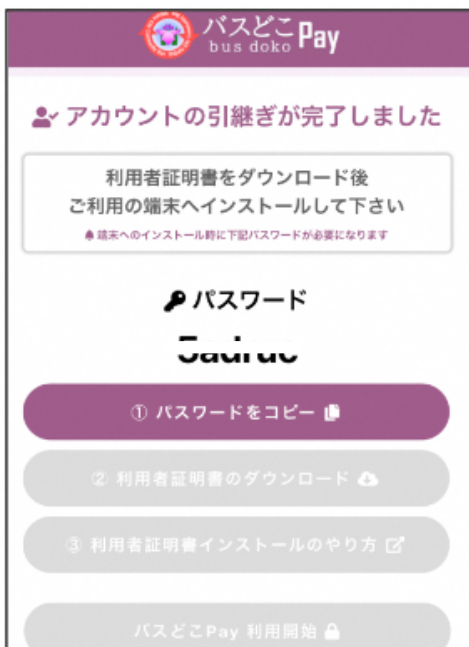 バスどこ Pay
bus doko
アカウントの引継ぎが完了しました
利用者証明書をダウンロード後
ご利用の端末へインストールして下さい
端末へのインストール時に下記パスワードが必要になります
パスワード
① パスワードをコピー
② 利用者証明書のダウンロード
③ 利用者証明書インストールのやり方
バスどこPay 利用開始